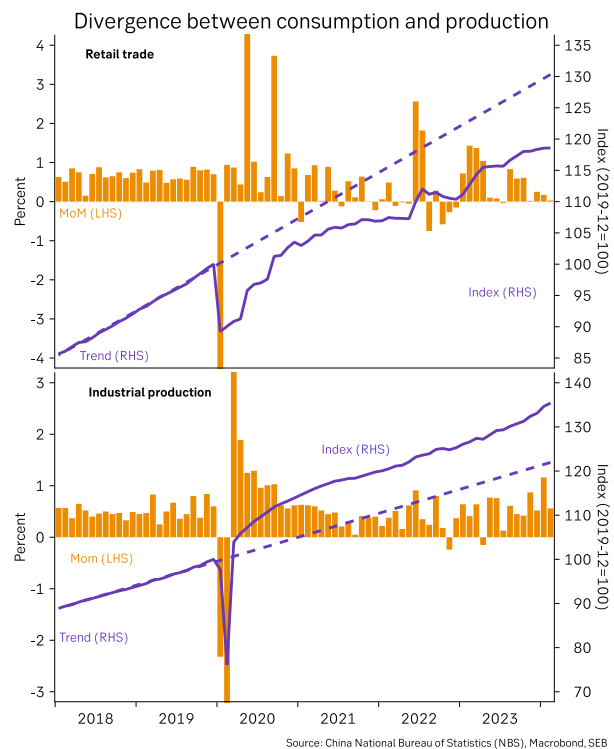 Divergence between consumption and production
Retail trade
Percent
4
3
2
1
0
-1
-2
-3
-4
135
130
125
120
115
110
105
100
95
90
85
Index (2019-12=100)
MoM (LHS)
Index (RHS)
Trend (RHS)
Industrial production
Percent
3
2
1
0
-1
-2
-3
140
130
120
110
100
90
80
70
Index (2019-12=100)
Index (RHS)
Mom (LHS)
Trend (RHS)
2018 2019 2020 2021 2022 2023
Source: China National Bureau of Statistics (NBS), Macrobond, SEB